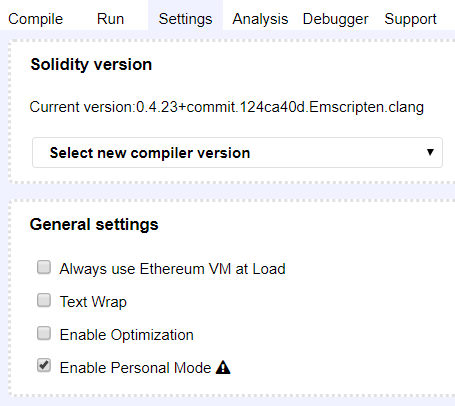 Compile Run Settings Analysis Debugger Support
Solidity version
Current version:0.4.23+commit.124ca40d.Emscripten.clang
Select new compiler version
General settings
Always use Ethereum VM at Load
Text Wrap
Enable Optimization
Enable Personal Mode